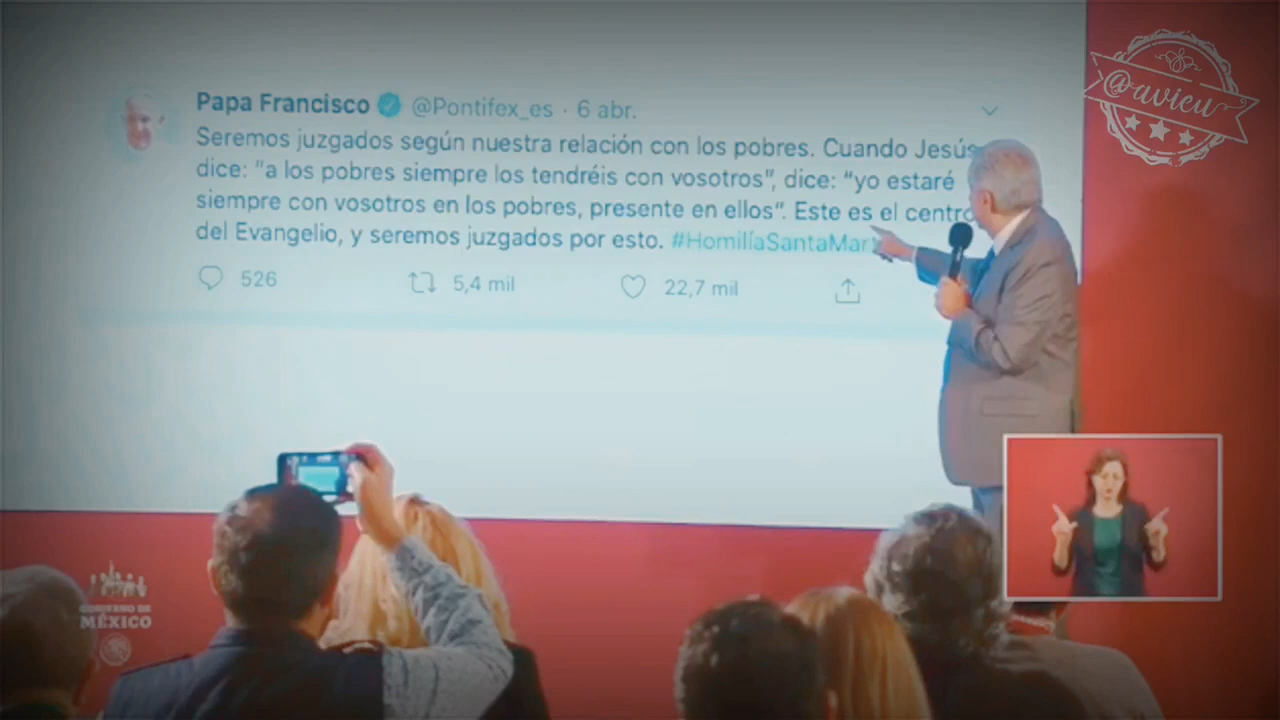 Papa Francisco @Pontifex_es · 6 abr.
Seremos juzgados según nuestra relación con los pobres. Cuando Jesús
dice: "a los pobres siempre los tendréis con vosotros", dice: "yo estaré
siempre con vosotros en los pobres, presente en ellos". Este es el centro
del Evangelio, y seremos juzgados por esto. #HomilíaSantaMar
526 5,4 mil 22,7 mil
@avieu
GOBIERNO DE
MÉXICO